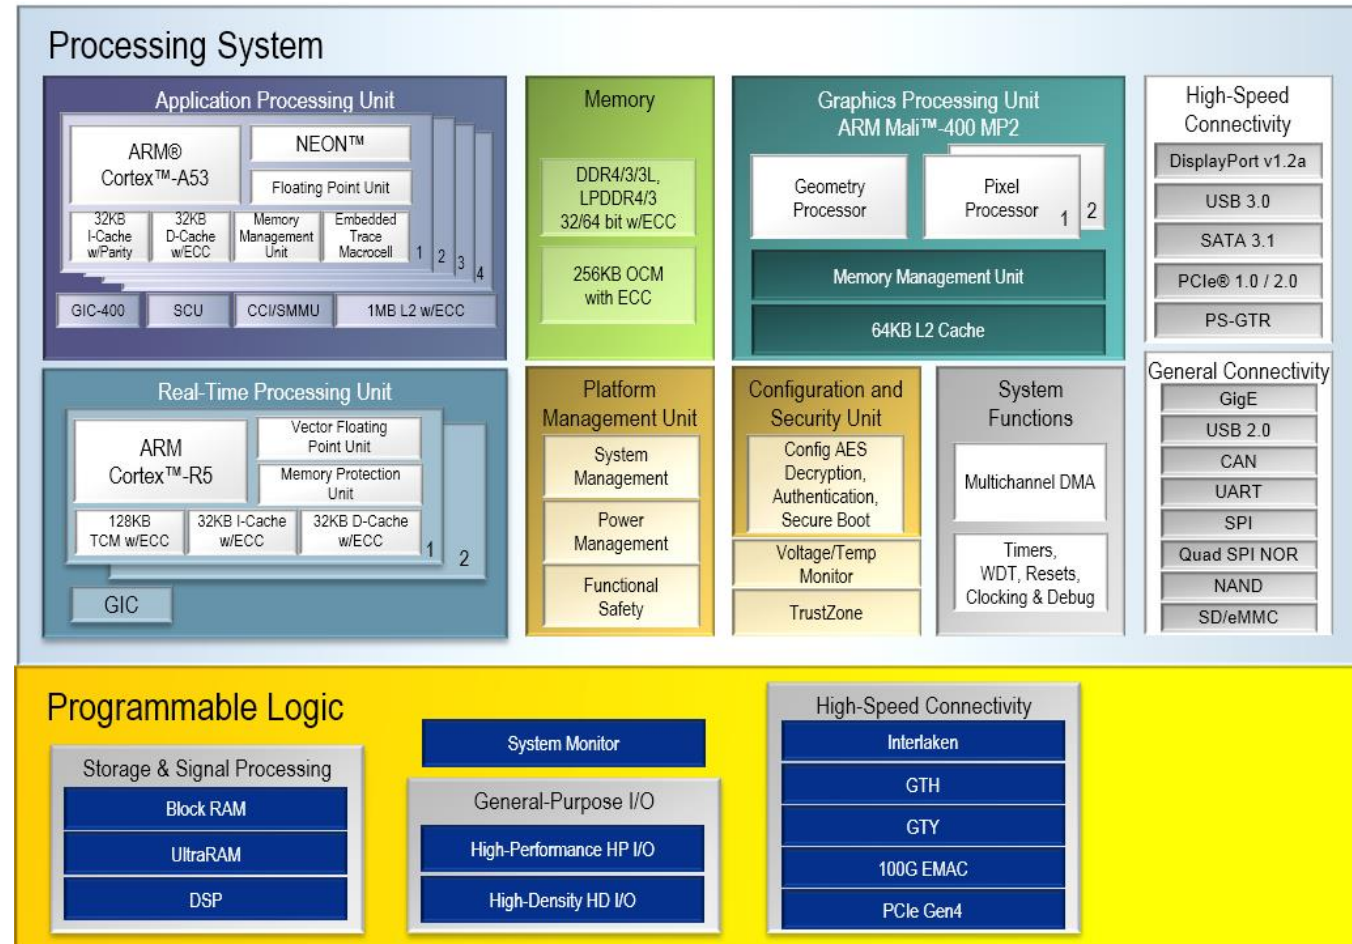 Processing System
Application Processing Unit
ARM®
Cortex™-A53
NEON™
Floating Point Unit
32KB
I-Cache
w/Parity
32KB
D-Cache
w/ECC
Memory
Management
Unit
Embedded
Trace
Macrocell
1
2
3
4
GIC-400
SCU
CCI/SMMU
1MB L2 w/ECC
Memory
DDR4/3/3L,
LPDDR4/3
32/64 bit w/ECC
256KB OCM
with ECC
Graphics Processing Unit
ARM Mali™-400 MP2
Geometry
Processor
Pixel
Processor
1
2
Memory Management Unit
64KB L2 Cache
High-Speed
Connectivity
DisplayPort v1.2a
USB 3.0
SATA 3.1
PCIe® 1.0 / 2.0
PS-GTR
Real-Time Processing Unit
ARM
Cortex™-R5
Vector Floating
Point Unit
Memory Protection
Unit
128KB
TCM w/ECC
32KB I-Cache
w/ECC
32KB D-Cache
w/ECC
1
2
GIC
Platform
Management Unit
System
Management
Power
Management
Functional
Safety
Configuration and
Security Unit
Config AES
Decryption,
Authentication,
Secure Boot
Voltage/Temp
Monitor
TrustZone
System
Functions
Multichannel DMA
Timers,
WDT, Resets,
Clocking & Debug
General Connectivity
GigE
USB 2.0
CAN
UART
SPI
Quad SPI NOR
NAND
SD/eMMC
Programmable Logic
Storage & Signal Processing
Block RAM
UltraRAM
DSP
System Monitor
General-Purpose I/O
High-Performance HP I/O
High-Density HD I/O
High-Speed Connectivity
Interlaken
GTH
GTY
100G EMAC
PCIe Gen4